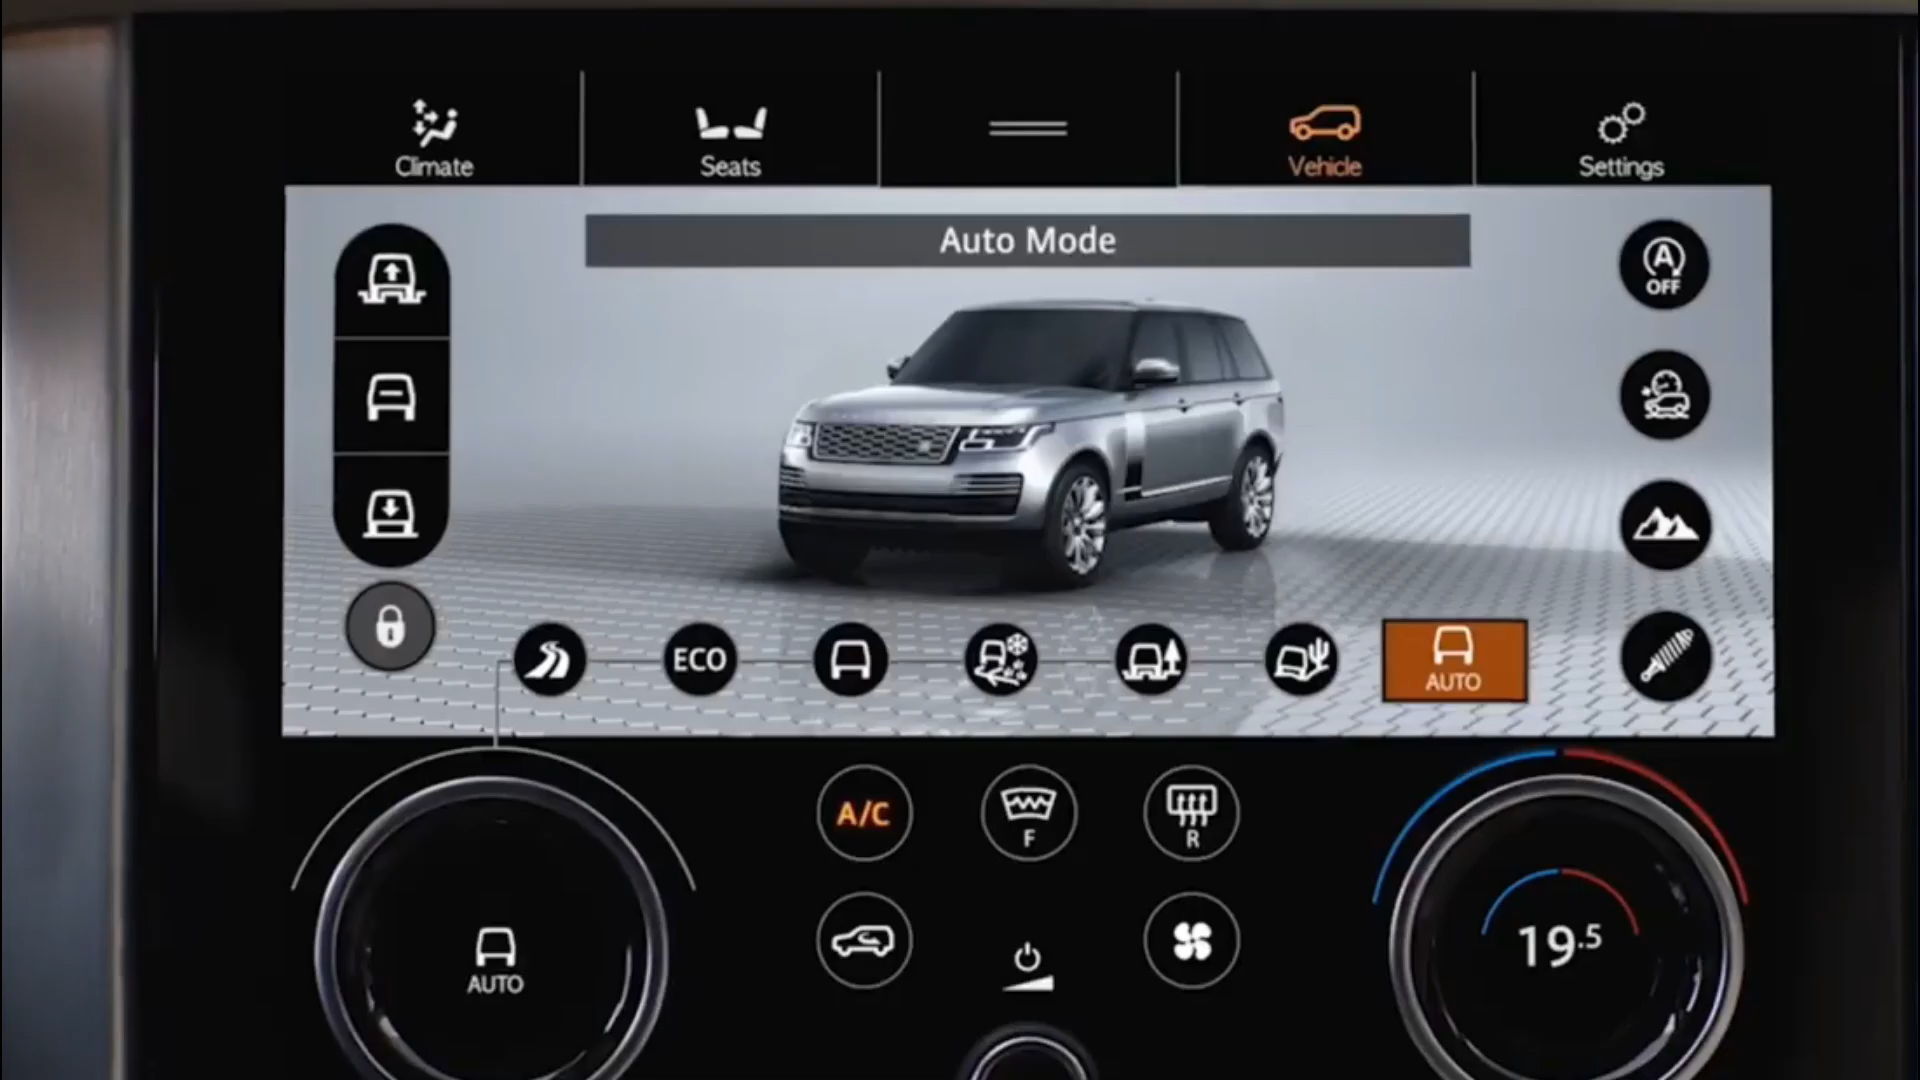 Climate
Seats
Vehicle
Settings
Auto Mode
A
OFF
ECO
AUTO
A/C
F
R
AUTO
19.5